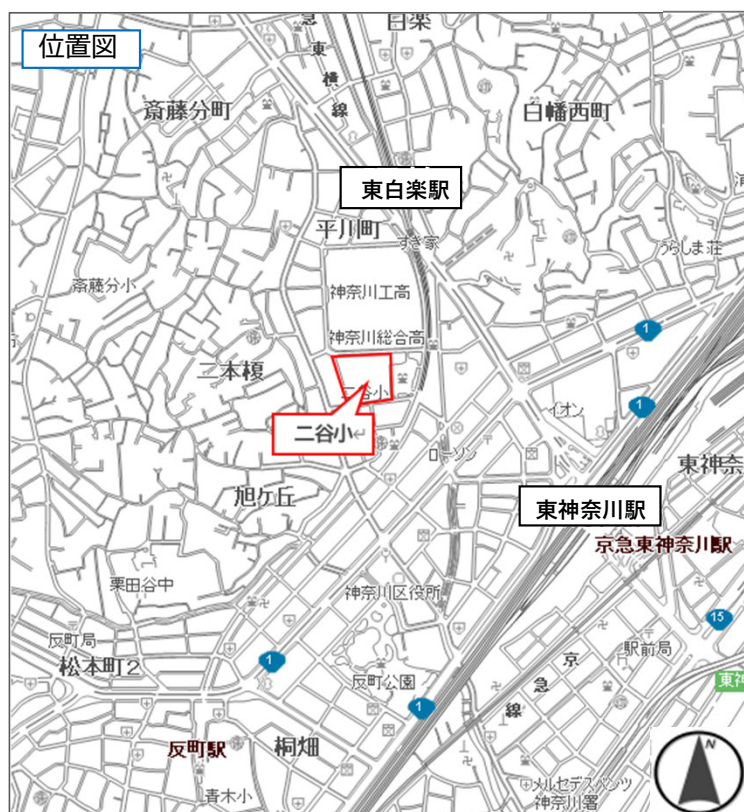 位置図
白楽
急
東
横
線
斎藤分町
白幡西町
東白楽駅
平川町
すき家
うらしま荘
斎藤分小
神奈川工高
神奈川総合高
1
二本榎
二谷小
イオン
1
二谷小
ローソン
旭ケ丘
東神奈川駅
東神奈
京急東神奈川駅
栗田谷中
神奈川区役所
15
反町局
松本町2
1
反町公園
京
急
線
駅前局
東神
1
反町駅
桐畑
N
青木小
メルセデスベンツ
神奈川署